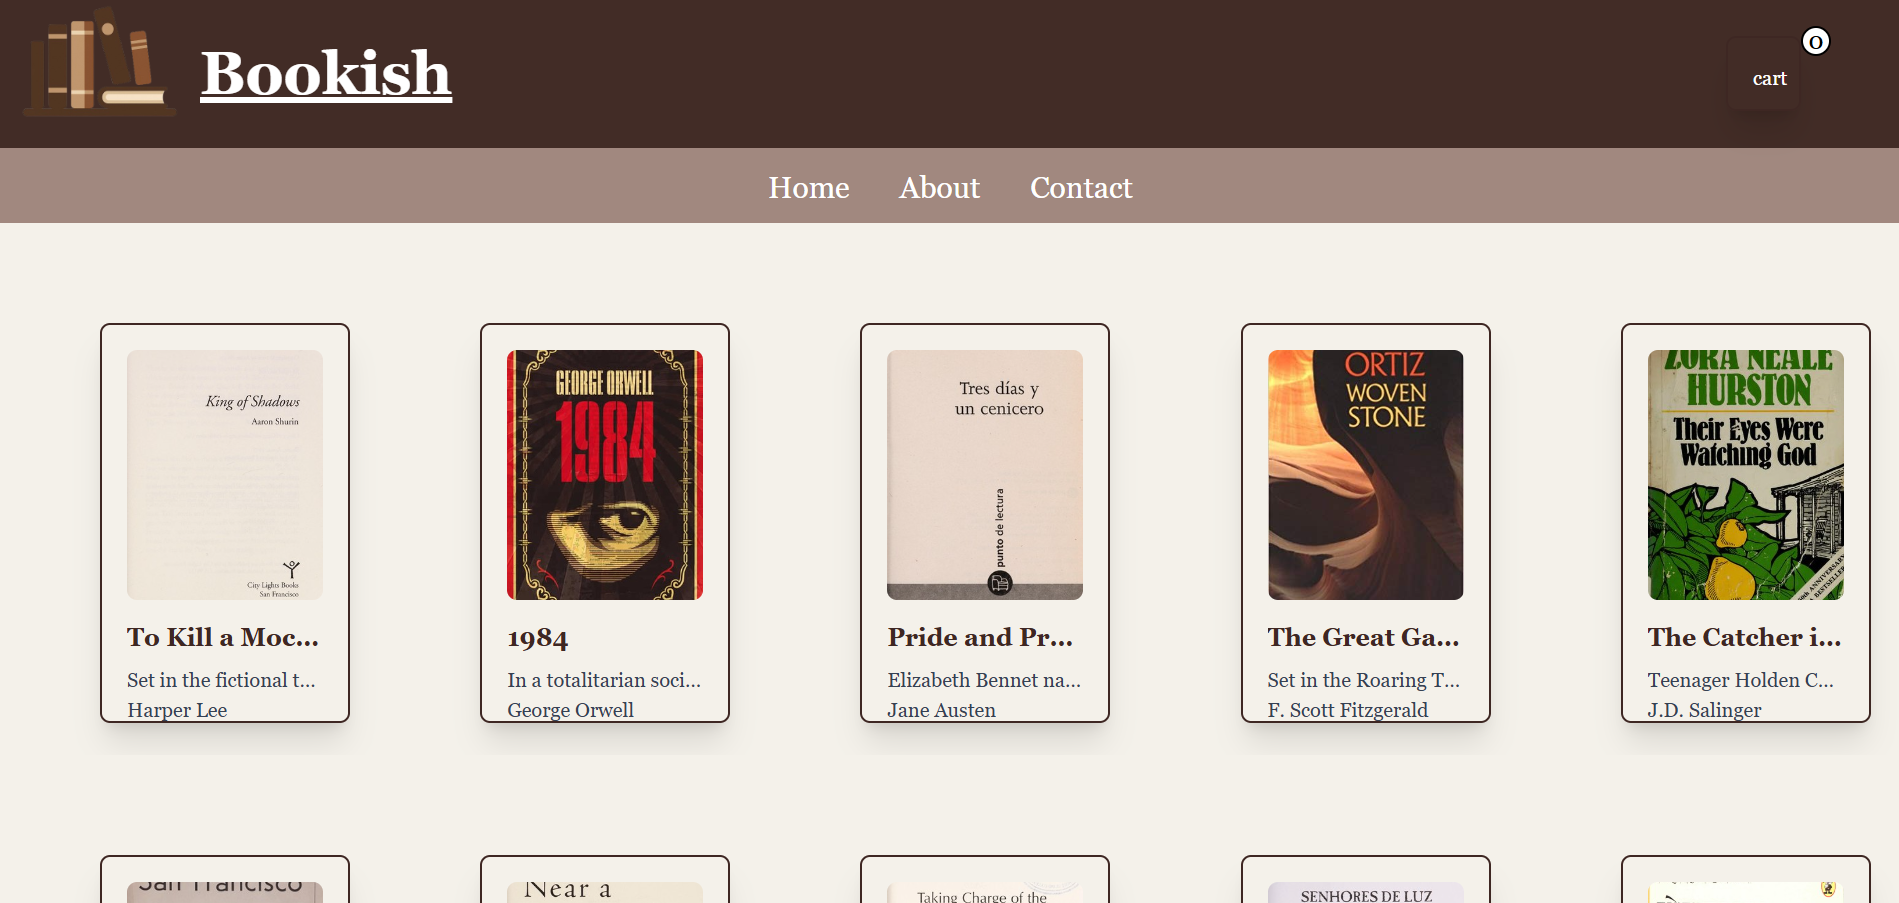 Bookish
0
cart
Home About Contact
King of Shadows
Aaron Shurin
City Lights Books
San Francisco
To Kill a Moc...
Set in the fictional t...
Harper Lee
GEORGE ORWELL
1984
1984
In a totalitarian soci...
George Orwell
Tres días y
un cenicero
punto de lectura
Pride and Pr...
Elizabeth Bennet na...
Jane Austen
ORTIZ
WOVEN
STONE
The Great Ga...
Set in the Roaring T...
F. Scott Fitzgerald
ZORA NEALE
HURSTON
Their Eyes Were
Watching God
The Catcher i...
Teenager Holden C...
J.D. Salinger
San Francisco
Near a
Taking Charge of the
SENHORES DE LUZ